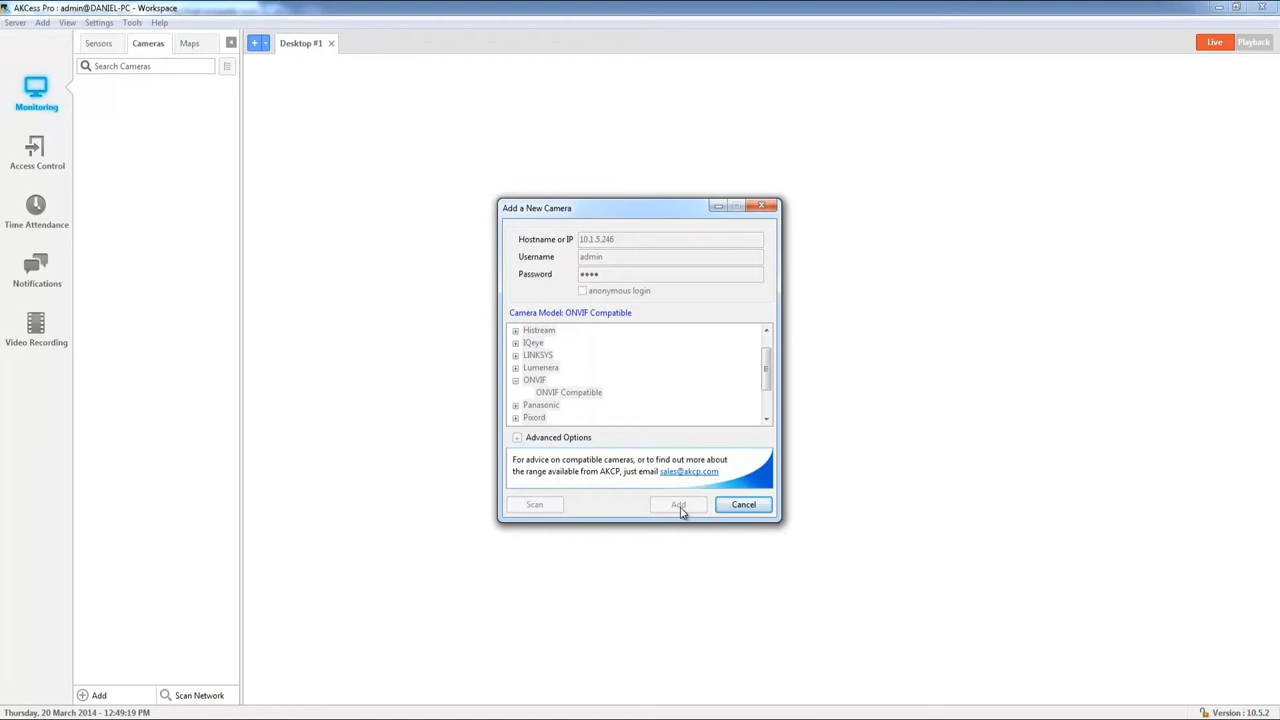 AKCess Pro : admin@DANIEL-PC - Workspace
Server Add View Settings Tools Help
Sensors Cameras Maps
Desktop #1
Live Playback
Search Cameras
Monitoring
Access Control
Time Attendance
Notifications
Video Recording
Add a New Camera
Hostname or IP 10.1.5.246
Username admin
Password ••••
anonymous login
Camera Model: ONVIF Compatible
Histream
IQeye
LINKSYS
Lumenera
ONVIF
ONVIF Compatible
Panasonic
Pixord
Advanced Options
For advice on compatible cameras, or to find out more about
the range available from AKCP, just email sales@akcp.com
Scan Add Cancel
Add Scan Network
Thursday, 20 March 2014 - 12:49:19 PM Version : 10.5.2